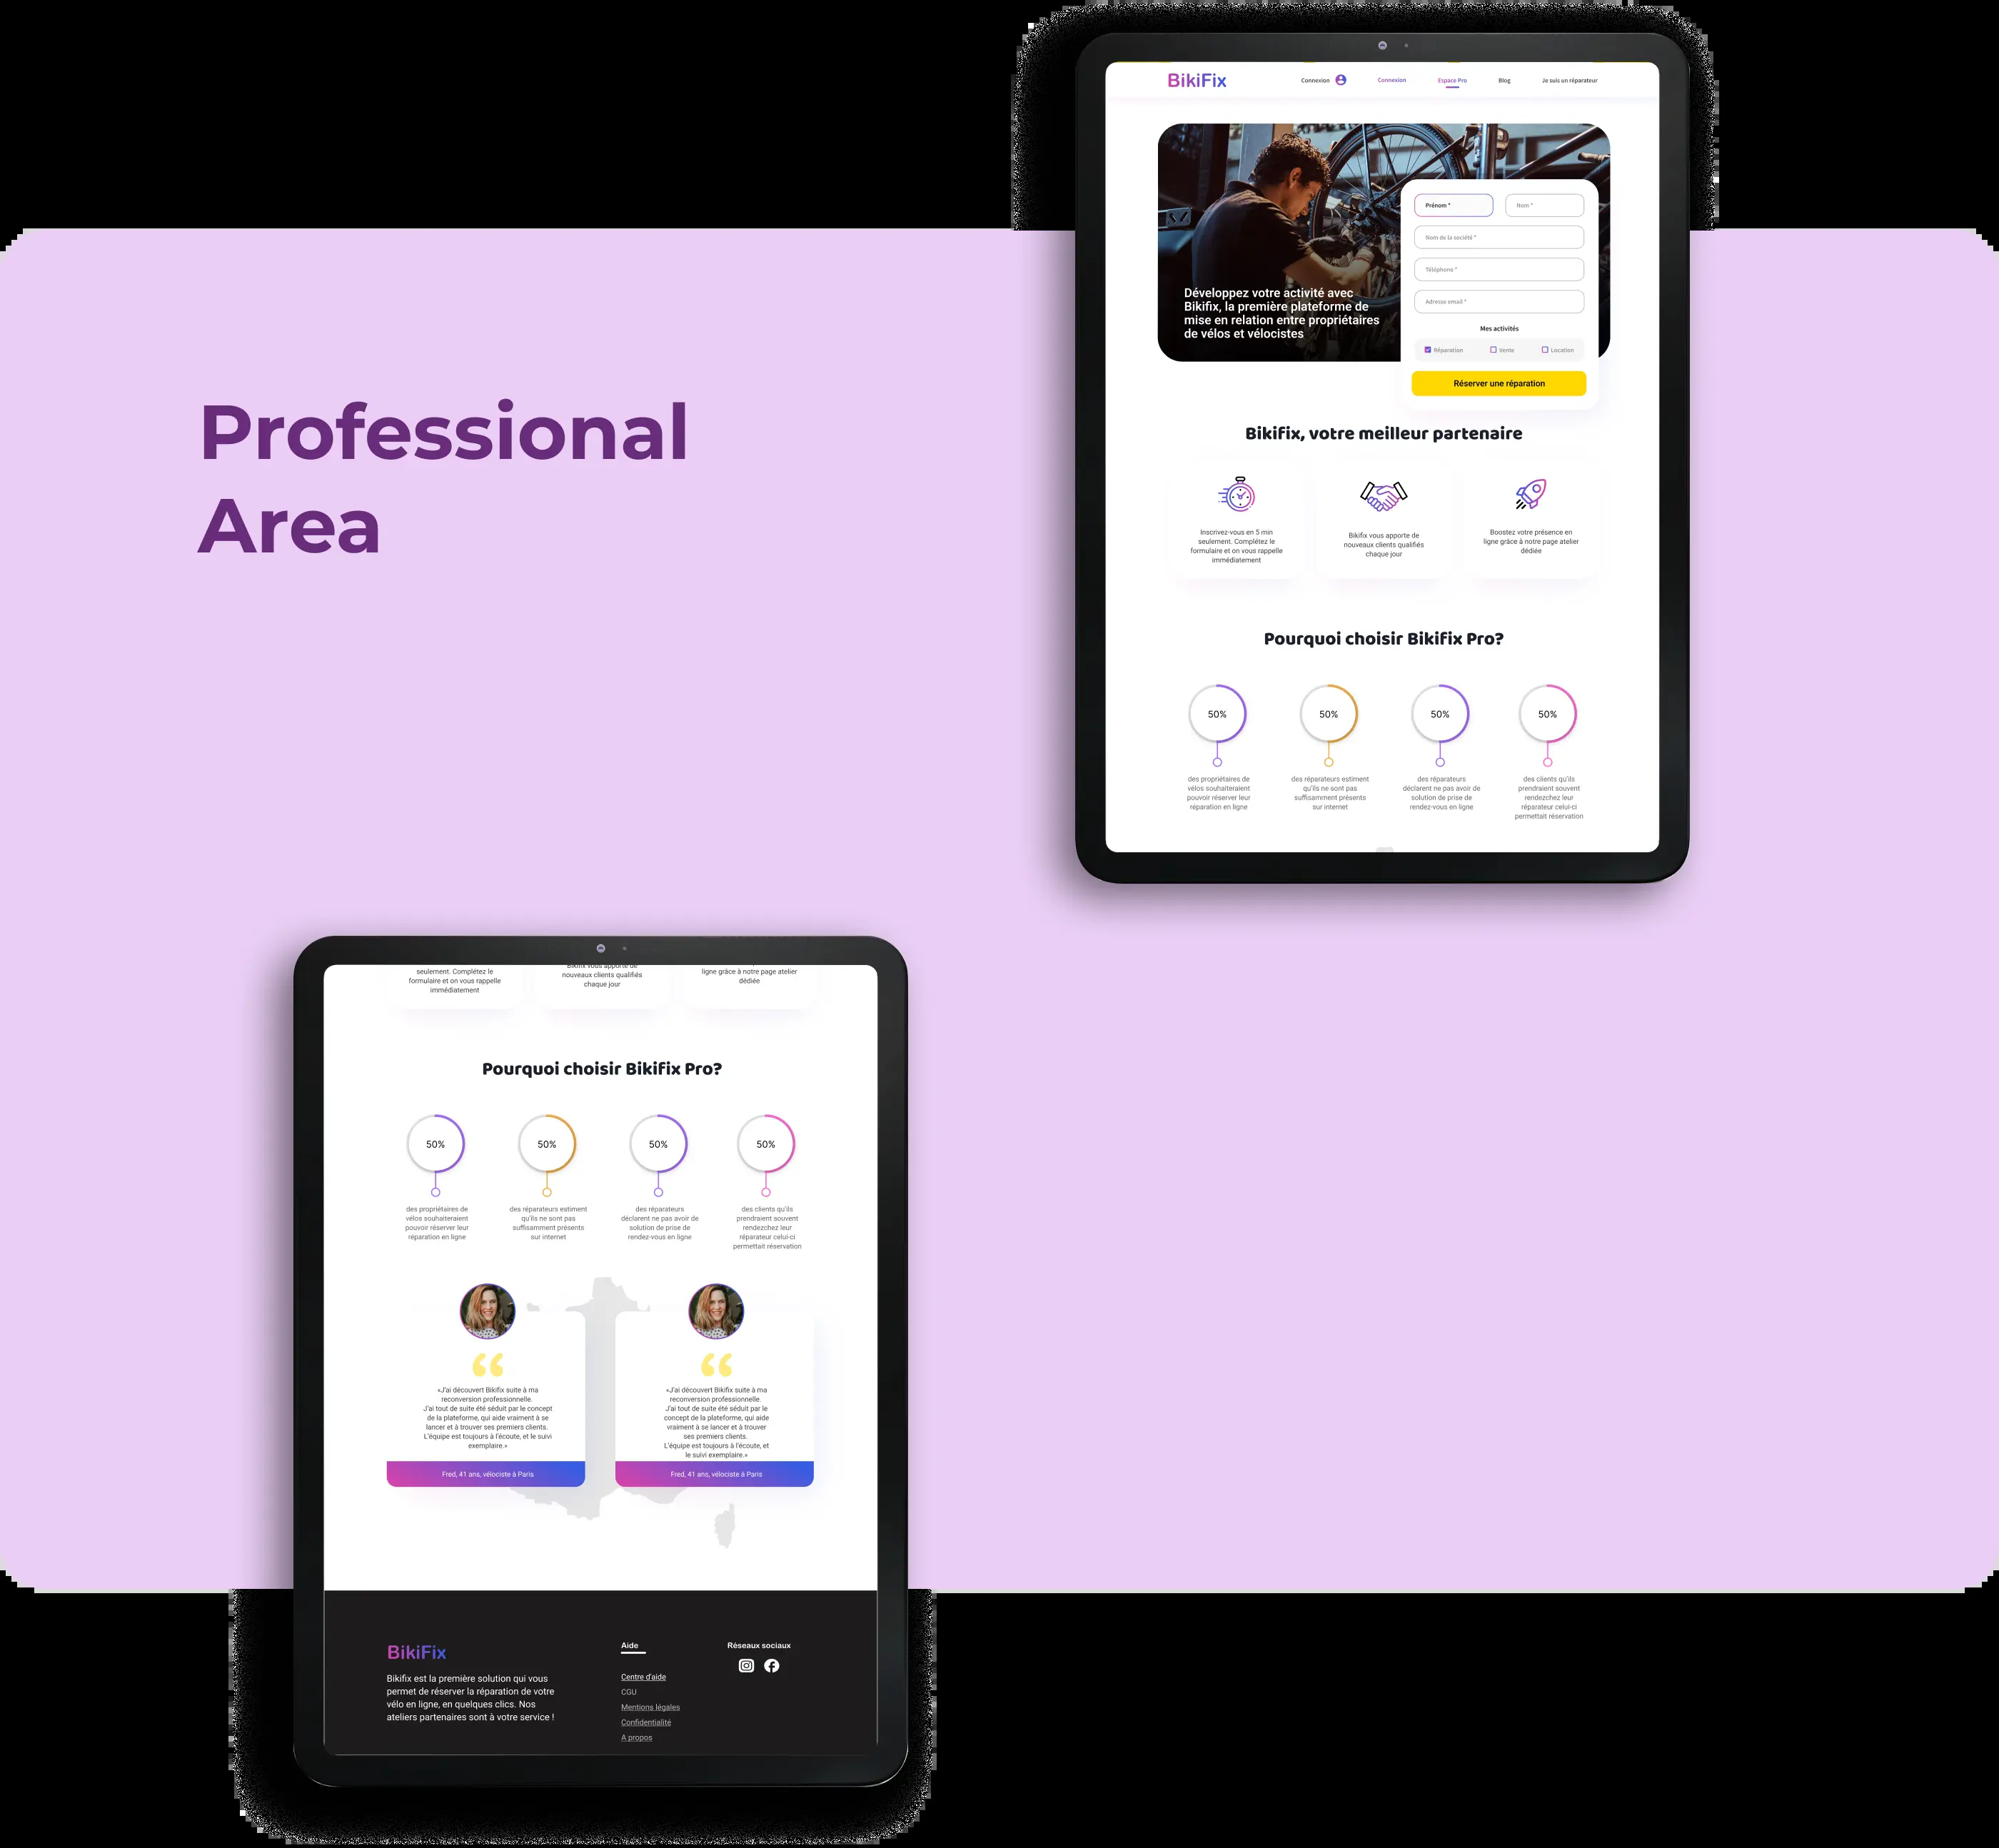 Professional
Area
BikiFix
Connexion
Connexion
Espace Pro
Blog
Je suis un réparateur
Développez votre activité avec
Bikifix, la première plateforme de
mise en relation entre propriétaires
de vélos et vélocistes
Prénom *
Nom *
Nom de la société *
Téléphone *
Adresse email *
Mes activités
Réparation
Vente
Location
Réserver une réparation
Bikifix, votre meilleur partenaire
Inscrivez-vous en 5 min
seulement. Complétez le
formulaire et on vous rappelle
immédiatement
Bikifix vous apporte de
nouveaux clients qualifiés
chaque jour
Boostez votre présence en
ligne grâce à notre page atelier
dédiée
Pourquoi choisir Bikifix Pro?
50%
des propriétaires de
vélos souhaiteraient
pouvoir réserver leur
réparation en ligne
50%
des réparateurs estiment
qu'ils ne sont pas
suffisamment présents
sur internet
50%
des réparateurs
déclarent ne pas avoir de
solution de prise de
rendez-vous en ligne
50%
des clients qu'ils
prendraient souvent
rendezchez leur
réparateur celui-ci
permettait réservation
seulement. Complétez le
formulaire et on vous rappelle
immédiatement
Bikifix vous apporte de
nouveaux clients qualifiés
chaque jour
ligne grâce à notre page atelier
dédiée
Pourquoi choisir Bikifix Pro?
50%
des propriétaires de
vélos souhaiteraient
pouvoir réserver leur
réparation en ligne
50%
des réparateurs estiment
qu'ils ne sont pas
suffisamment présents
sur internet
50%
des réparateurs
déclarent ne pas avoir de
solution de prise de
rendez-vous en ligne
50%
des clients qu'ils
prendraient souvent
rendezchez leur
réparateur celui-ci
permettait réservation
«J'ai découvert Bikifix suite à ma
reconversion professionnelle.
J'ai tout de suite été séduit par le concept
de la plateforme, qui aide vraiment à se
lancer et à trouver ses premiers clients.
L'équipe est toujours à l'écoute, et le suivi
exemplaire.»
Fred, 41 ans, vélociste à Paris
«J'ai découvert Bikifix suite à ma
reconversion professionnelle.
J'ai tout de suite été séduit par le
concept de la plateforme, qui aide
vraiment à se lancer et à trouver
ses premiers clients.
L'équipe est toujours à l'écoute, et
le suivi exemplaire.»
Fred, 41 ans, vélociste à Paris
BikiFix
Bikifix est la première solution qui vous
permet de réserver la réparation de votre
vélo en ligne, en quelques clics. Nos
ateliers partenaires sont à votre service !
Aide
Centre d'aide
CGU
Mentions légales
Confidentialité
A propos
Réseaux sociaux